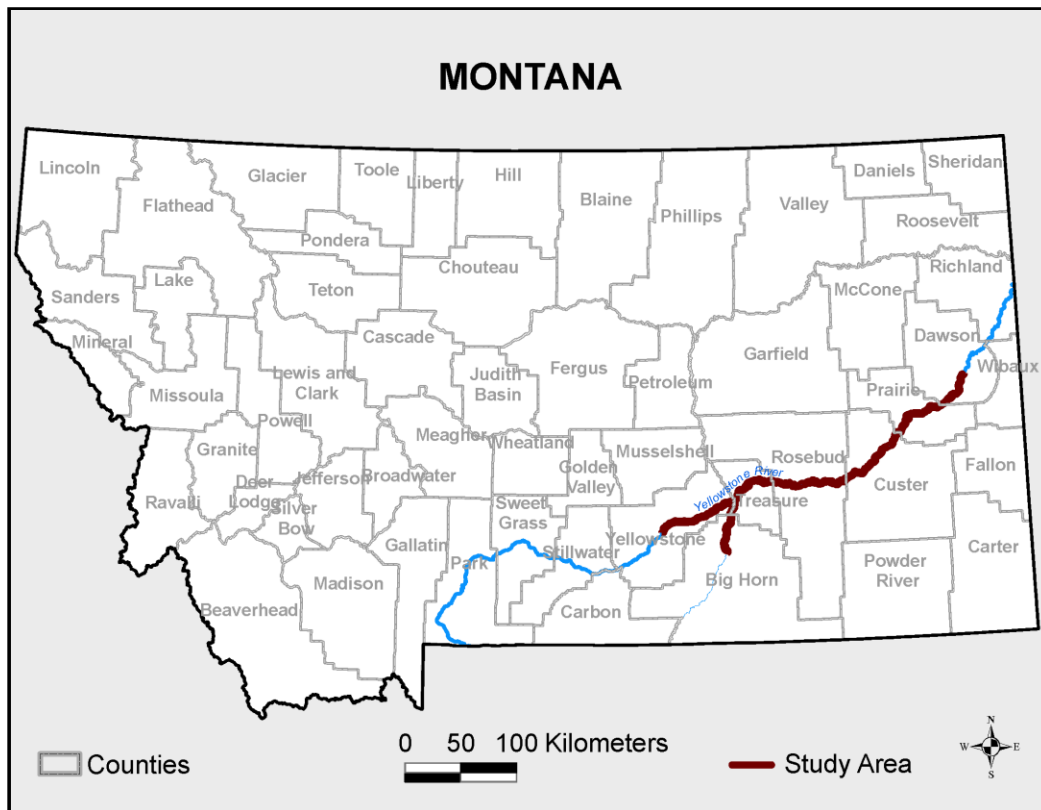 MONTANA
Lincoln
Flathead
Glacier
Toole
Liberty
Hill
Blaine
Phillips
Valley
Daniels
Sheridan
Roosevelt
Pondera
Chouteau
Richland
Lake
Teton
McCone
Sanders
Mineral
Cascade
Dawson
Missoula
Lewis and
Clark
Judith
Basin
Fergus
Petroleum
Garfield
Prairie
Wibaux
Powell
Granite
Meagher
Wheatland
Musselshell
Rosebud
Fallon
Deer
Lodge
Jefferson
Broadwater
Golden
Valley
Yellowstone River
Custer
Ravalli
Silver
Bow
Sweet
Grass
Treasure
Gallatin
Park
Stillwater
Yellowstone
Carter
Madison
Beaverhead
Carbon
Big Horn
Powder
River
0 50 100 Kilometers
Counties
Study Area
N
W E
S